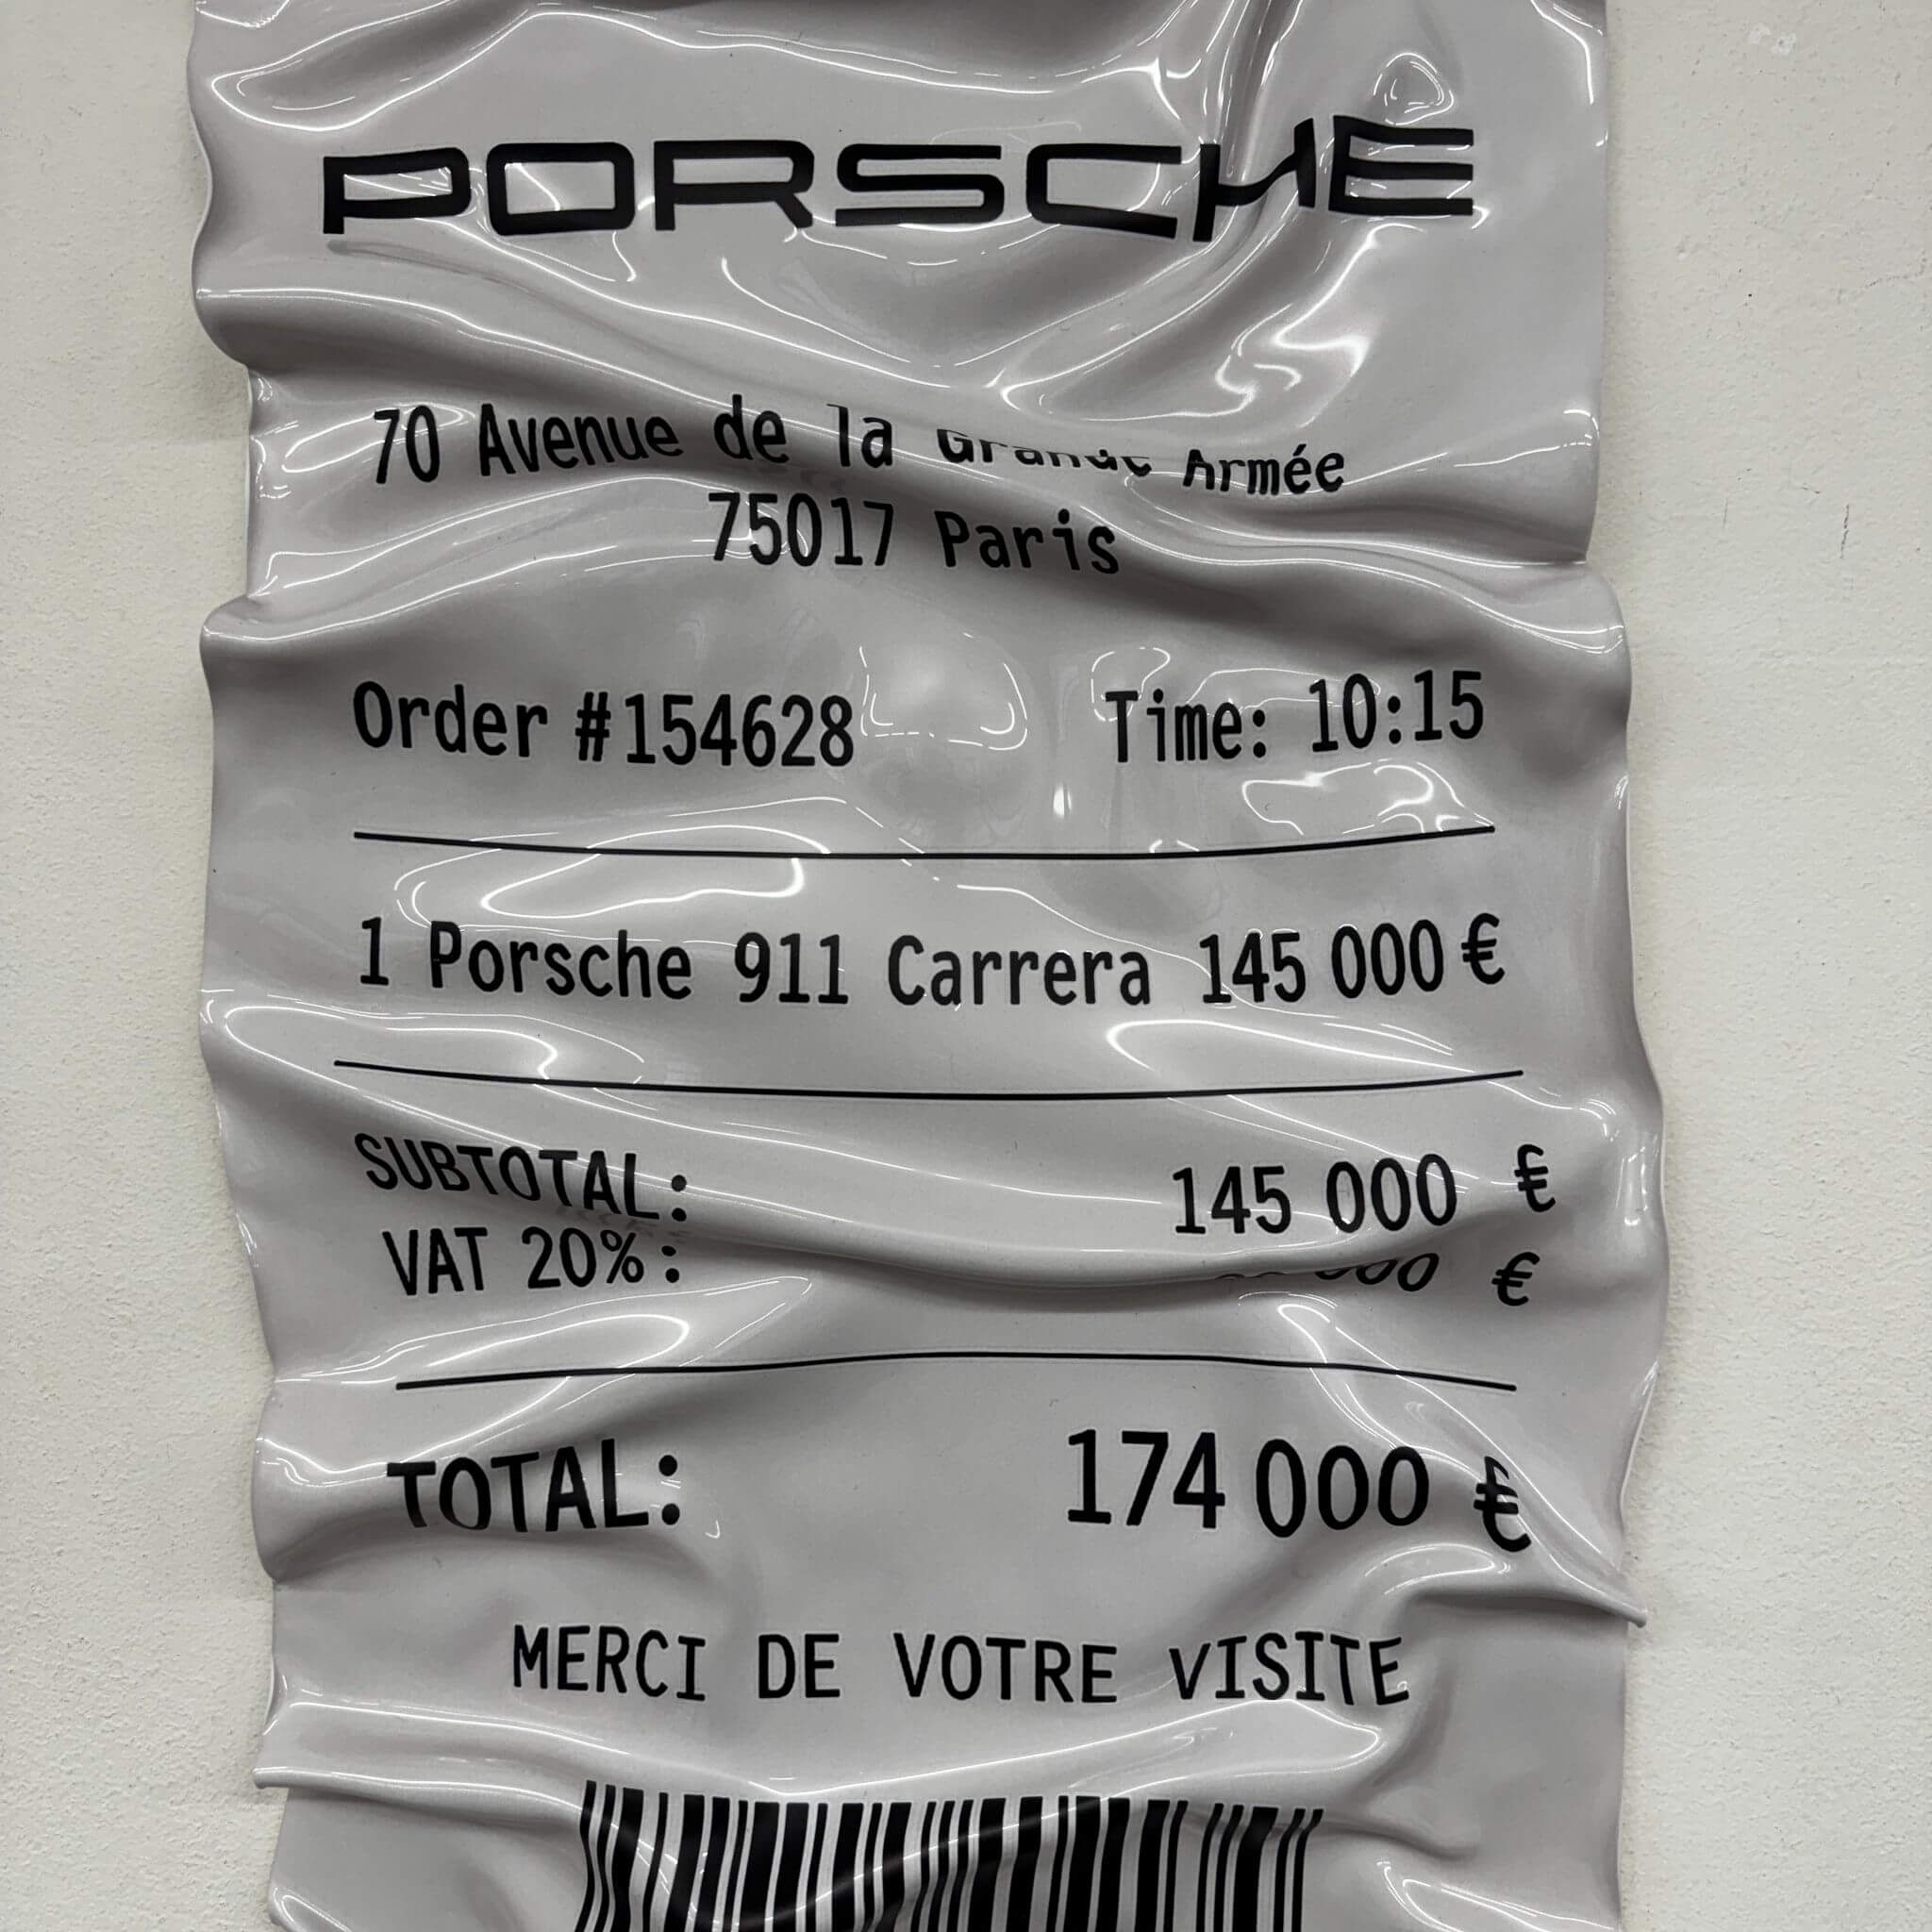 PORSCHE
70 Avenue de la Grande Armée
75017 Paris
Order #154628 Time: 10:15
1 Porsche 911 Carrera 145 000 €
SUBTOTAL: 145 000 €
VAT 20%: €
TOTAL: 174 000 €
MERCI DE VOTRE VISITE